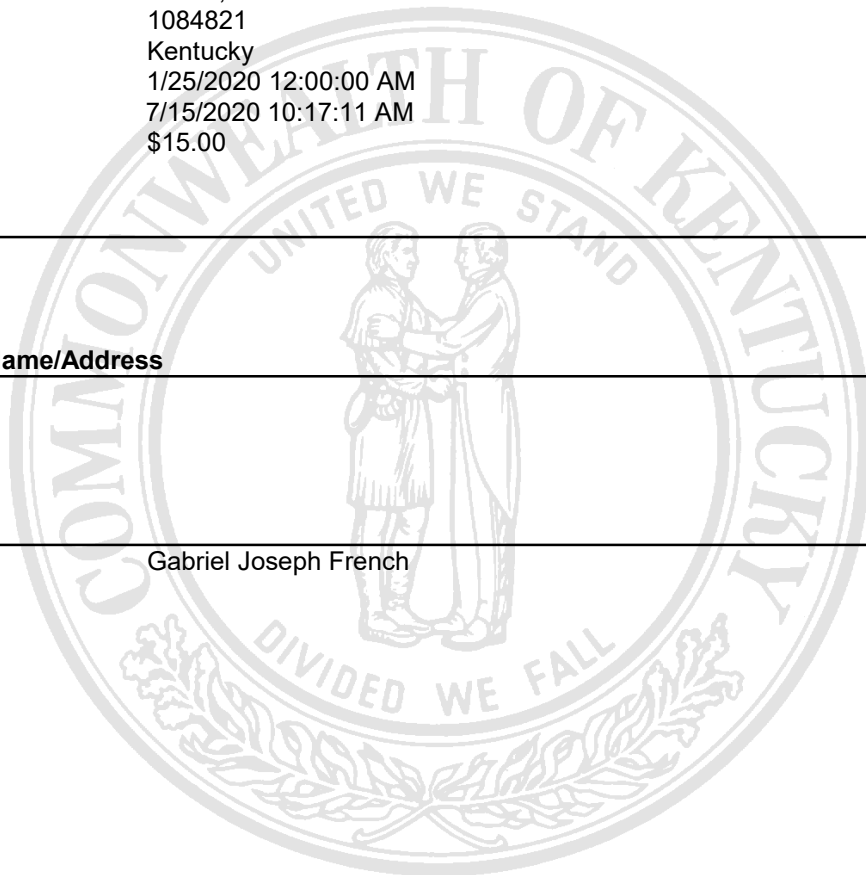 1084821
Kentucky
1/25/2020 12:00:00 AM
7/15/2020 10:17:11 AM
$15.00
COMMONWEALTH OF KENTUCKY
UNITED WE STAND
ame/Address
Gabriel Joseph French
DIVIDED WE FALL